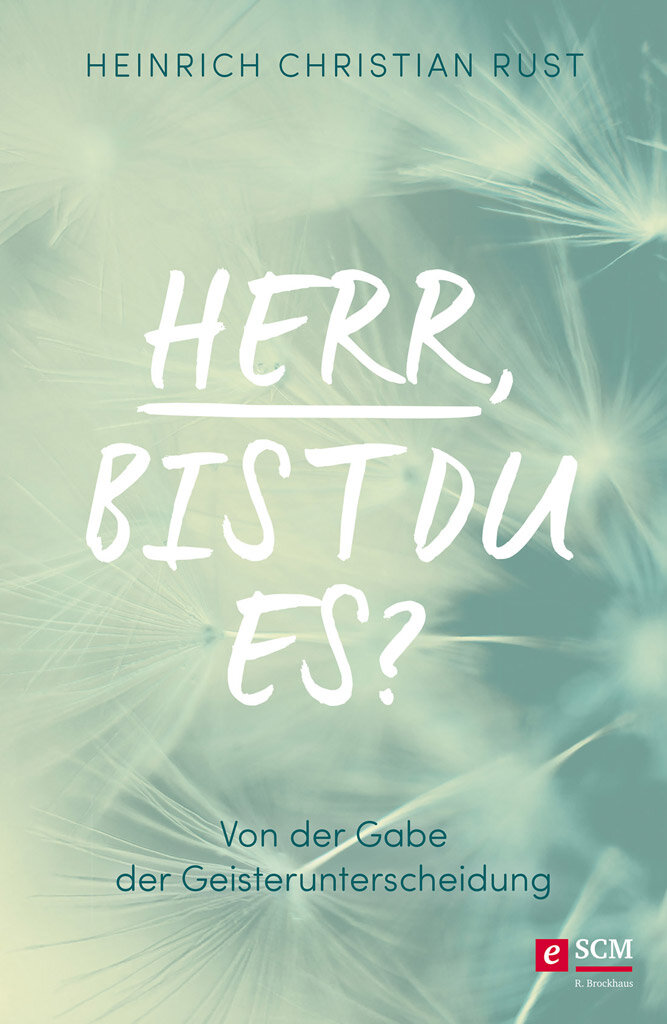 HEINRICH CHRISTIAN RUST
HERR,
BIST DU
ES?
Von der Gabe
der Geisterunterscheidung
e SCM
R. Brockhaus